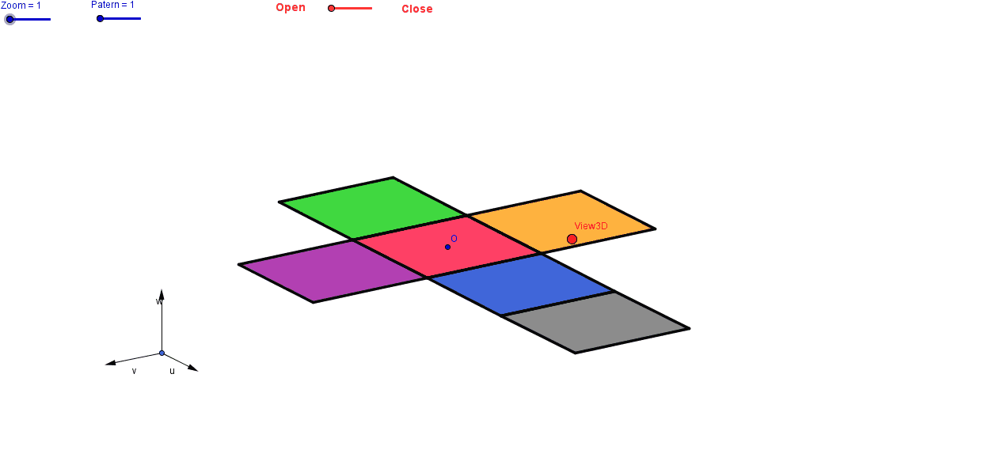 Zoom = 1
Patern = 1
Open
Close
View3D
O
w
v
u